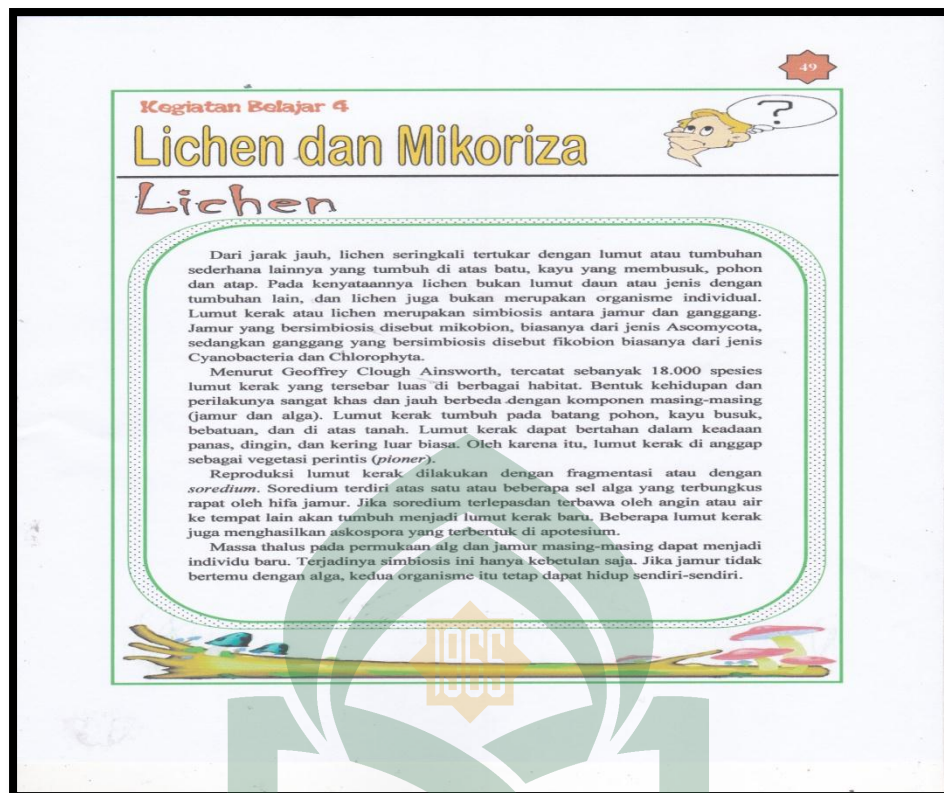 49
Kegiatan Belajar 4
?
Lichen dan Mikoriza
Lichen
Dari jarak jauh, lichen seringkali tertukar dengan lumut atau tumbuhan
sederhana lainnya yang tumbuh di atas batu, kayu yang membusuk, pohon
dan atap. Pada kenyataannya lichen bukan lumut daun atau jenis dengan
tumbuhan lain, dan lichen juga bukan merupakan organisme individual.
Lumut kerak atau lichen merupakan simbiosis antara jamur dan ganggang.
Jamur yang bersimbiosis disebut mikobion, biasanya dari jenis Ascomycota,
sedangkan ganggang yang bersimbiosis disebut fikobion biasanya dari jenis
Cyanobacteria dan Chlorophyta.
Menurut Geoffrey Clough Ainsworth, tercatat sebanyak 18.000 spesies
lumut kerak yang tersebar luas di berbagai habitat. Bentuk kehidupan dan
perilakunya sangat khas dan jauh berbeda dengan komponen masing-masing
(jamur dan alga). Lumut kerak tumbuh pada batang pohon, kayu busuk,
bebatuan, dan di atas tanah. Lumut kerak dapat bertahan dalam keadaan
panas, dingin, dan kering luar biasa. Oleh karena itu, lumut kerak di anggap
sebagai vegetasi perintis (pioner).
Reproduksi lumut kerak dilakukan dengan fragmentasi atau dengan
soredium. Soredium terdiri atas satu atau beberapa sel alga yang terbungkus
rapat oleh hifa jamur. Jika soredium terlepasdan terbawa oleh angin atau air
ke tempat lain akan tumbuh menjadi lumut kerak baru. Beberapa lumut kerak
juga menghasilkan askospora yang terbentuk di apotesium.
Massa thalus pada permukaan alg dan jamur masing-masing dapat menjadi
individu baru. Terjadinya simbiosis ini hanya kebetulan saja. Jika jamur tidak
bertemu dengan alga, kedua organisme itu tetap dapat hidup sendiri-sendiri.
1965